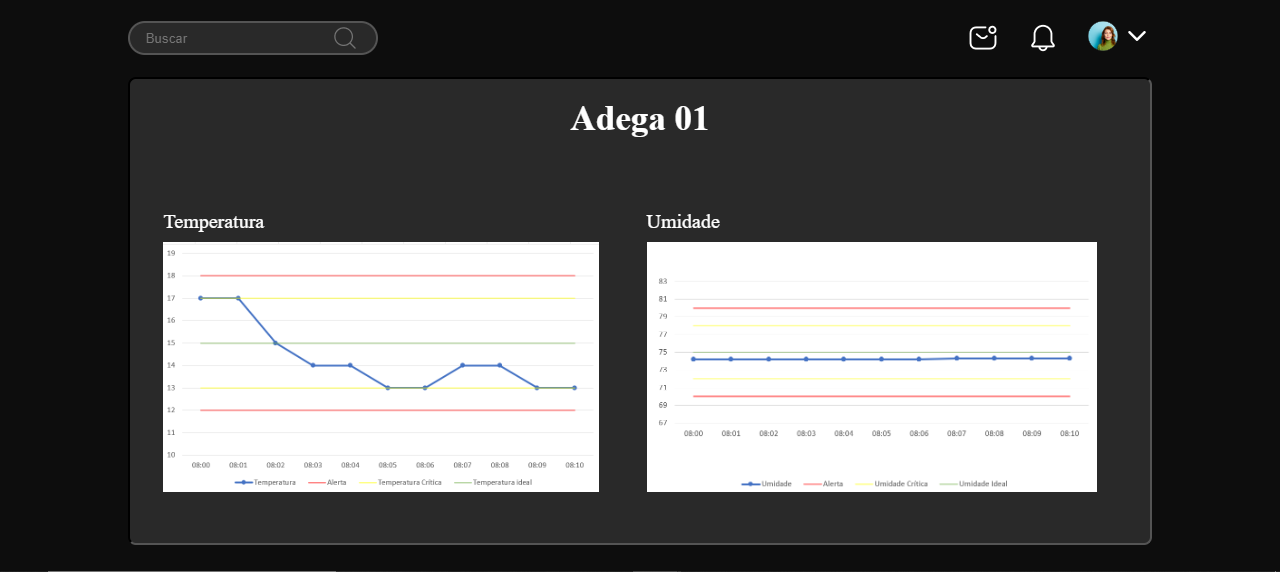 Buscar
Adega 01
Temperatura
19
18
17
16
15
14
13
12
11
10
08:00 08:01 08:02 08:03 08:04 08:05 08:06 08:07 08:08 08:09 08:10
Temperatura Alerta Temperatura Crítica Temperatura ideal
Umidade
83
81
79
77
75
73
71
69
67
08:00 08:01 08:02 08:03 08:04 08:05 08:06 08:07 08:08 08:09 08:10
Umidade Alerta Umidade Crítica Umidade Ideal